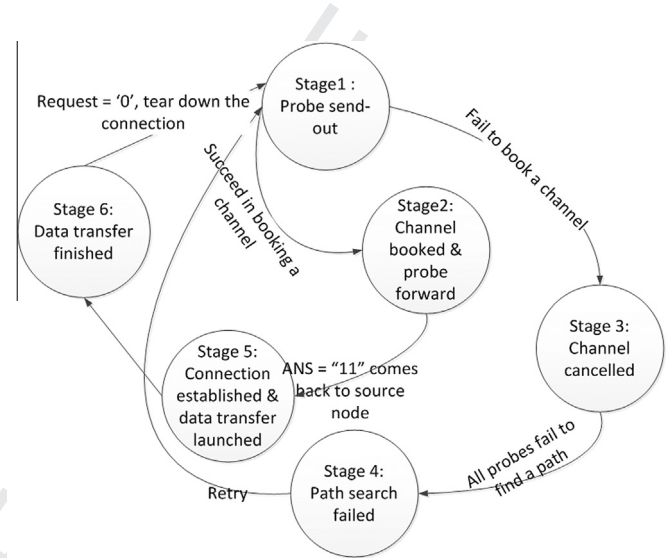 Stage1 :
Probe send-
out
Request = ‘0’, tear down the
connection
Fail to book a channel
Succeed in booking a
channel
Stage2:
Channel
booked &
probe
forward
Stage 6:
Data transfer
finished
Stage 3:
Channel
cancelled
Stage 5:
Connection
established &
data transfer
launched
ANS = “11” comes
back to source
node
All probes fail to
find a path
Stage 4:
Path search
failed
Retry